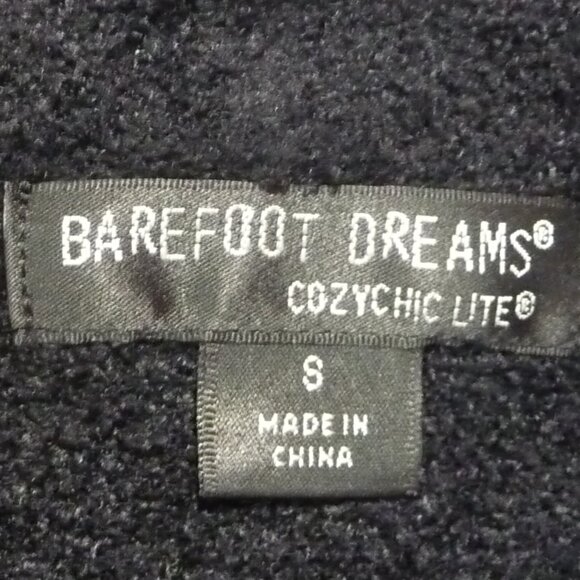 BAREFOOT DREAMS®
COZYCHIC LITE®
S
MADE IN
CHINA